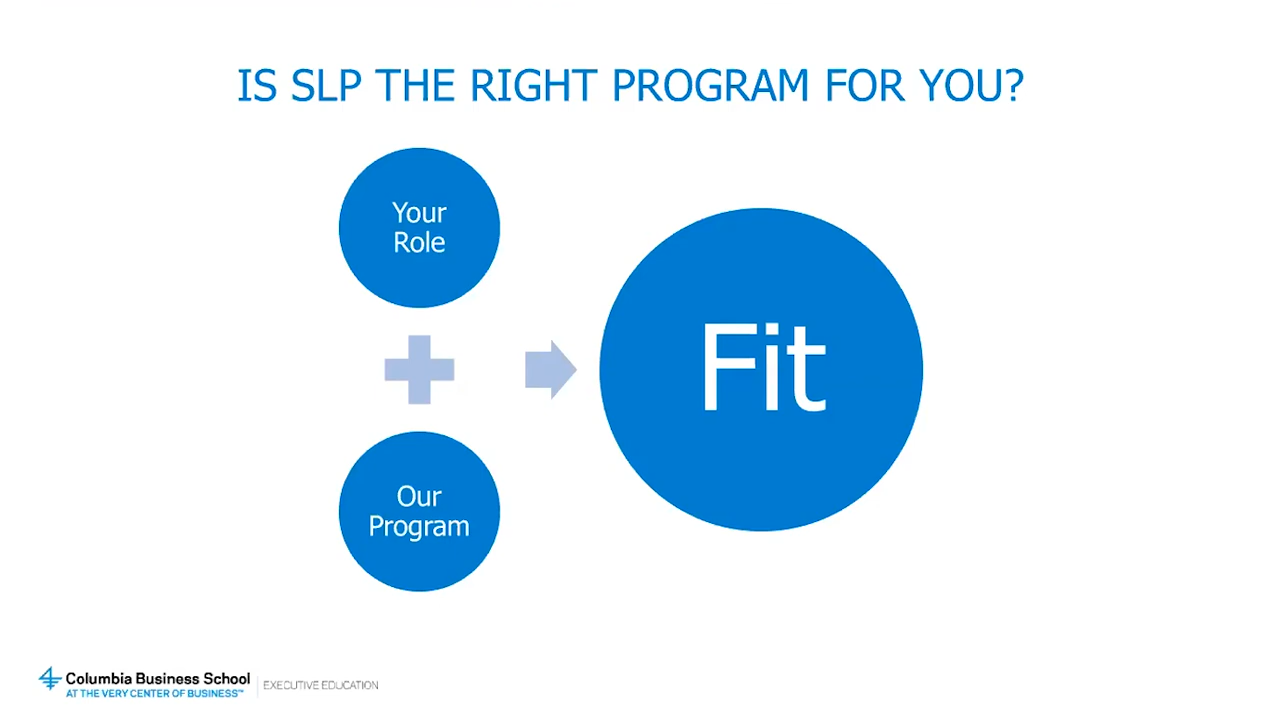 IS SLP THE RIGHT PROGRAM FOR YOU?
Your
Role
Fit
Our
Program
Columbia Business School
AT THE VERY CENTER OF BUSINESS™
EXECUTIVE EDUCATION